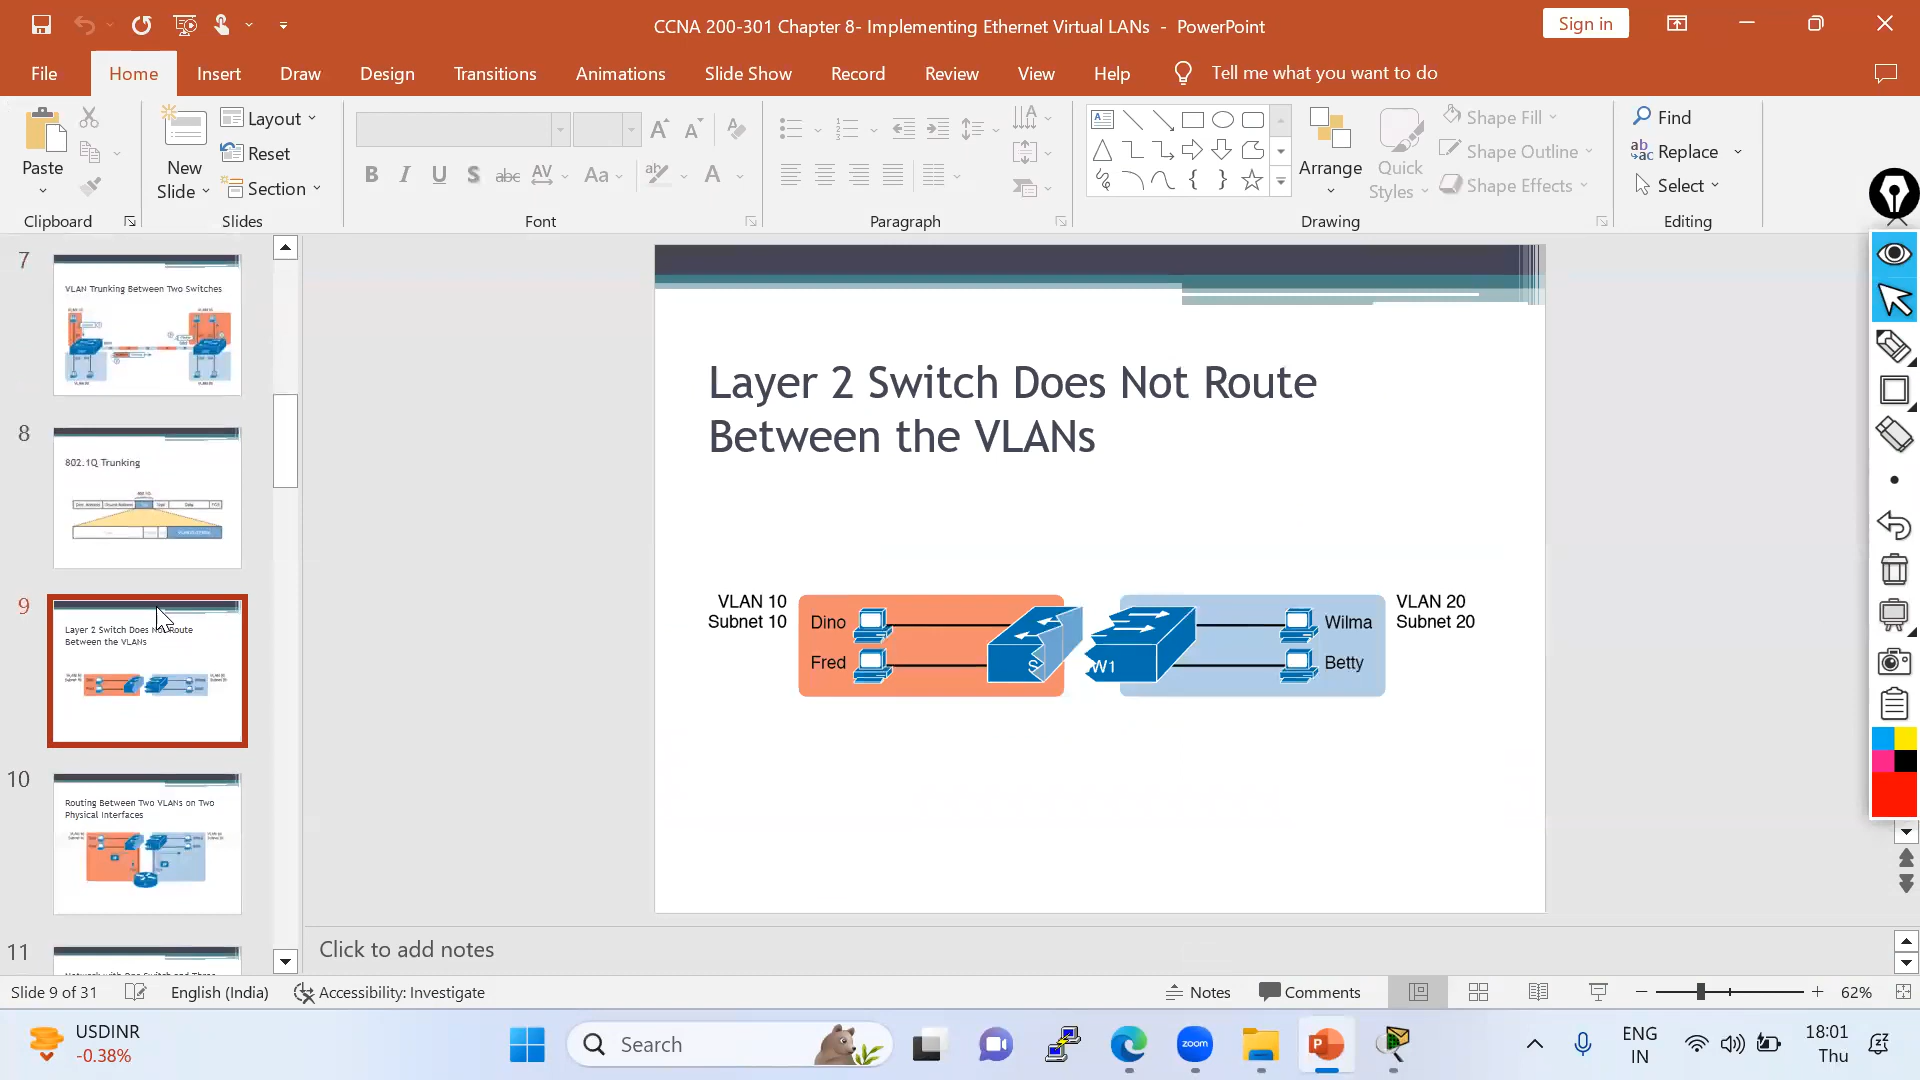 CCNA 200-301 Chapter 8- Implementing Ethernet Virtual LANs - PowerPoint
Sign in
File Home Insert Draw Design Transitions Animations Slide Show Record Review View Help Tell me what you want to do
Paste
Clipboard
New Slide
Layout
Reset
Section
Slides
B I U S abc AV Aa ab A
Font
Paragraph
Arrange
Quick Styles
Shape Fill
Shape Outline
Shape Effects
Drawing
Find
Replace
Select
Editing
7
VLAN Trunking Between Two Switches
8
802.1Q Trunking
9
Layer 2 Switch Does Not Route
Between the VLANs
10
Routing Between Two VLANs on Two
Physical Interfaces
11
Layer 2 Switch Does Not Route
Between the VLANs
VLAN 10
Subnet 10
Dino
Fred
SW1
Wilma
Betty
VLAN 20
Subnet 20
Click to add notes
Slide 9 of 31 English (India) Accessibility: Investigate Notes Comments 62%
USDINR
-0.38%
Search
zoom
ENG
IN
18:01
Thu